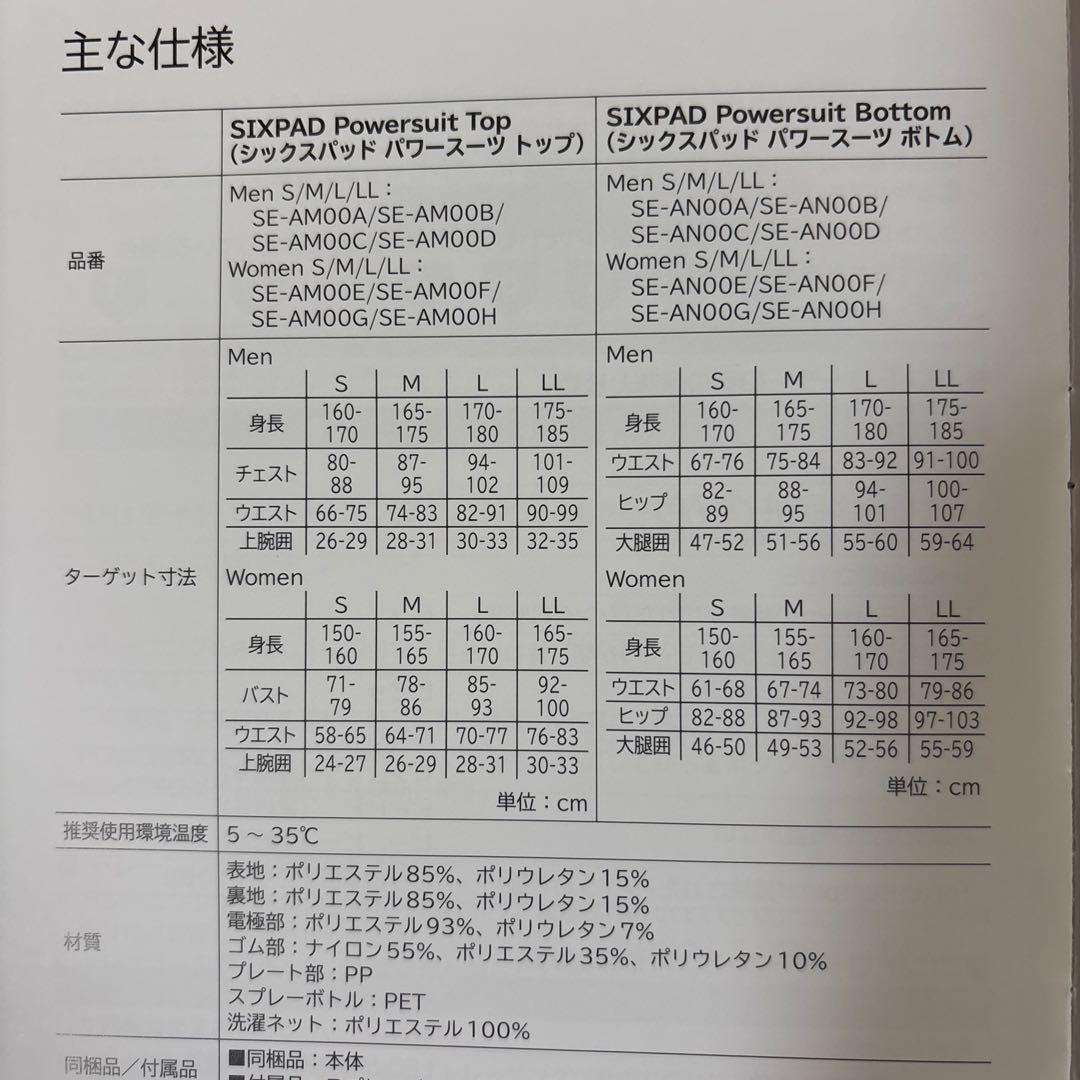 主な仕様
SIXPAD Powersuit Top
(シックスパッド パワースーツ トップ)
SIXPAD Powersuit Bottom
(シックスパッド パワースーツ ボトム)
品番
Men S/M/L/LL：
SE-AM00A/SE-AM00B/
SE-AM00C/SE-AM00D
Women S/M/L/LL：
SE-AM00E/SE-AM00F/
SE-AM00G/SE-AM00H
Men S/M/L/LL：
SE-AN00A/SE-AN00B/
SE-AN00C/SE-AN00D
Women S/M/L/LL：
SE-AN00E/SE-AN00F/
SE-AN00G/SE-AN00H
ターゲット寸法
Men
S M L LL
身長 160-170 165-175 170-180 175-185
チェスト 80-88 87-95 94-102 101-109
ウエスト 66-75 74-83 82-91 90-99
上腕囲 26-29 28-31 30-33 32-35
Women
S M L LL
身長 150-160 155-165 160-170 165-175
バスト 71-79 78-86 85-93 92-100
ウエスト 58-65 64-71 70-77 76-83
上腕囲 24-27 26-29 28-31 30-33
単位：cm
Men
S M L LL
身長 160-170 165-175 170-180 175-185
ウエスト 67-76 75-84 83-92 91-100
ヒップ 82-89 88-95 94-101 100-107
大腿囲 47-52 51-56 55-60 59-64
Women
S M L LL
身長 150-160 155-165 160-170 165-175
ウエスト 61-68 67-74 73-80 79-86
ヒップ 82-88 87-93 92-98 97-103
大腿囲 46-50 49-53 52-56 55-59
単位：cm
推奨使用環境温度 5～35℃
材質
表地：ポリエステル85%、ポリウレタン15%
裏地：ポリエステル85%、ポリウレタン15%
電極部：ポリエステル93%、ポリウレタン7%
ゴム部：ナイロン55%、ポリエステル35%、ポリウレタン10%
プレート部：PP
スプレーボトル：PET
洗濯ネット：ポリエステル100%
同梱品／付属品
■同梱品：本体